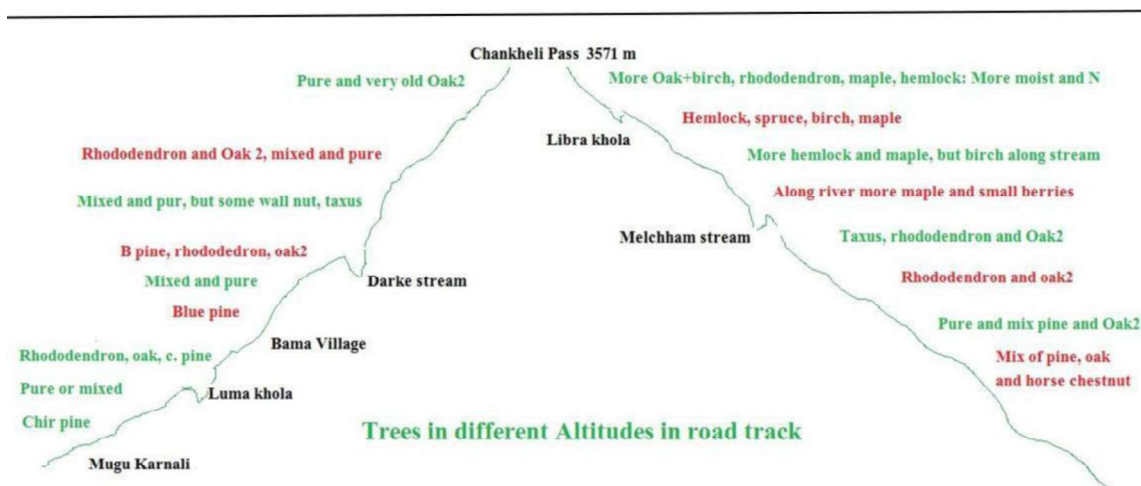 Chankheli Pass 3571 m
Pure and very old Oak2
More Oak+birch, rhododendron, maple, hemlock: More moist and N
Hemlock, spruce, birch, maple
Libra khola
Rhododendron and Oak 2, mixed and pure
More hemlock and maple, but birch along stream
Mixed and pur, but some wall nut, taxus
Along river more maple and small berries
Melchham stream
Taxus, rhododendron and Oak2
B pine, rhododedron, oak2
Mixed and pure
Darke stream
Rhododendron and oak2
Blue pine
Pure and mix pine and Oak2
Bama Village
Rhododendron, oak, c. pine
Mix of pine, oak
and horse chestnut
Pure or mixed
Luma khola
Chir pine
Trees in different Altitudes in road track
Mugu Karnali